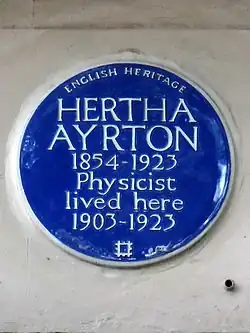 ENGLISH HERITAGE
HERTHA
AYRTON
1854-1923
Physicist
lived here
1903-1923